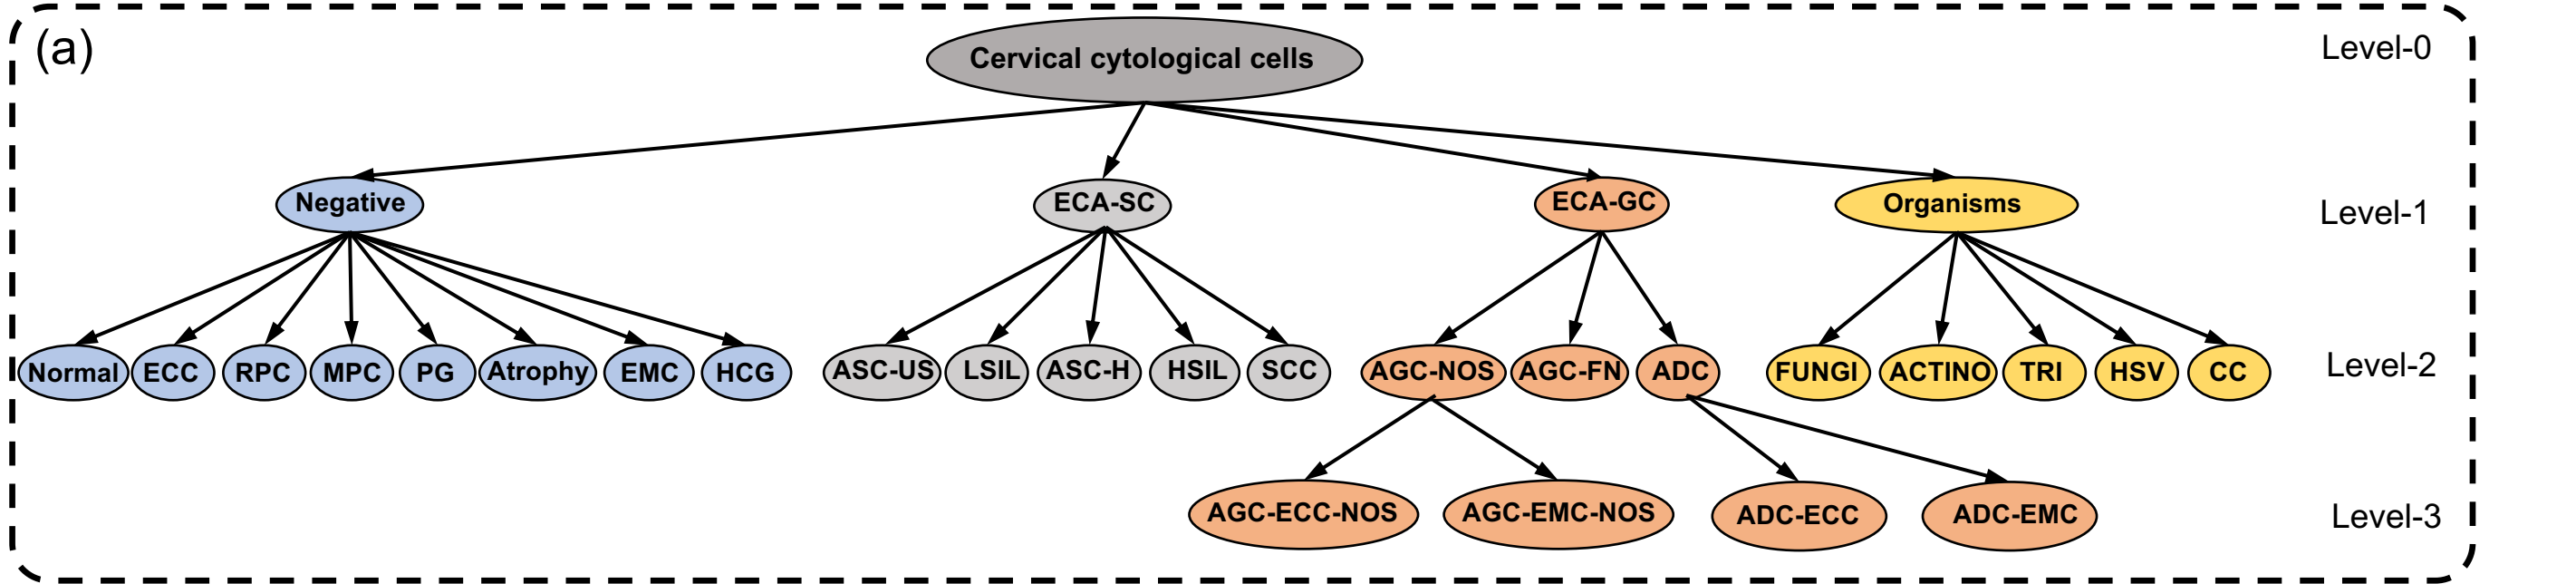 (a)
Cervical cytological cells
Level-0
Negative
ECA-SC
ECA-GC
Organisms
Level-1
Normal
ECC
RPC
MPC
PG
Atrophy
EMC
HCG
ASC-US
LSIL
ASC-H
HSIL
SCC
AGC-NOS
AGC-FN
ADC
FUNGI
ACTINO
TRI
HSV
CC
Level-2
AGC-ECC-NOS
AGC-EMC-NOS
ADC-ECC
ADC-EMC
Level-3